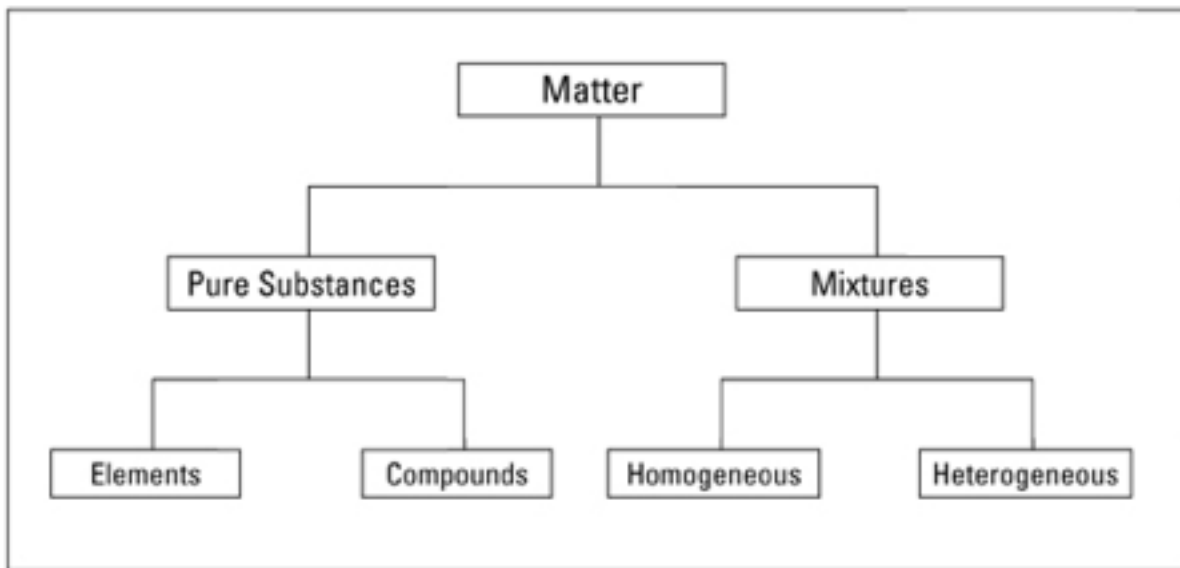 Matter
Pure Substances
Mixtures
Elements
Compounds
Homogeneous
Heterogeneous